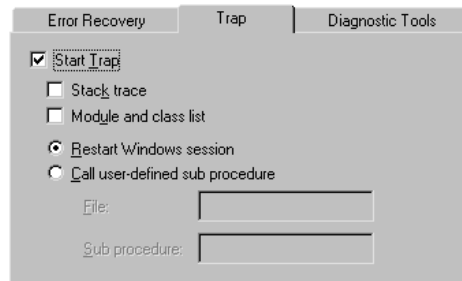 Error Recovery Trap Diagnostic Tools
Start Trap
Stack trace
Module and class list
Restart Windows session
Call user-defined sub procedure
File:
Sub procedure: